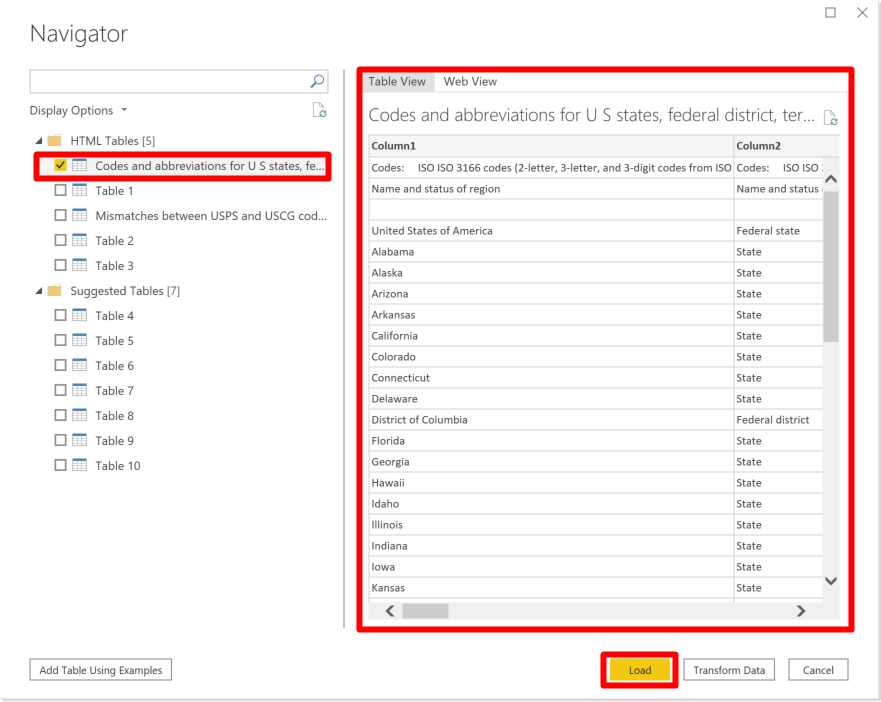 Navigator
Display Options
HTML Tables [5]
Codes and abbreviations for U S states, fe...
Table 1
Mismatches between USPS and USCG cod...
Table 2
Table 3
Suggested Tables [7]
Table 4
Table 5
Table 6
Table 7
Table 8
Table 9
Table 10
Table View Web View
Codes and abbreviations for U S states, federal district, ter...
Column1 Column2
Codes: ISO ISO 3166 codes (2-letter, 3-letter, and 3-digit codes from ISO Codes: ISO ISO
Name and status of region Name and status
United States of America Federal state
Alabama State
Alaska State
Arizona State
Arkansas State
California State
Colorado State
Connecticut State
Delaware State
District of Columbia Federal district
Florida State
Georgia State
Hawaii State
Idaho State
Illinois State
Indiana State
Iowa State
Kansas State
Add Table Using Examples Load Transform Data Cancel